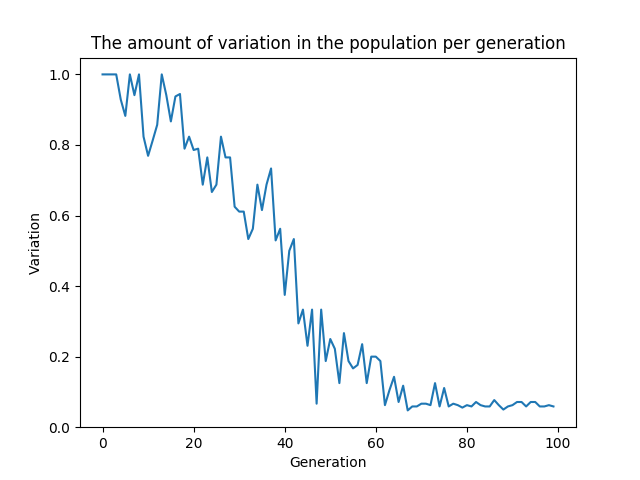 The amount of variation in the population per generation
1.0
0.8
0.6
0.4
0.2
0.0
Variation
0 20 40 60 80 100
Generation